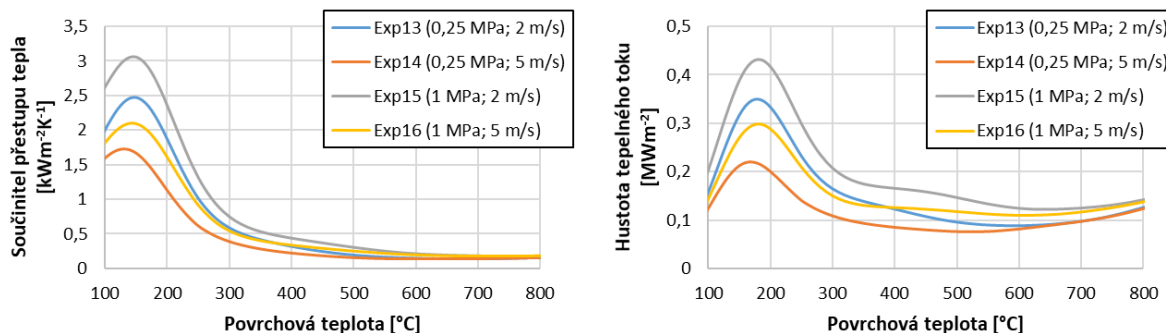 Součinitel přestupu tepla
[kWm⁻²K⁻¹]
3,5
3
2,5
2
1,5
1
0,5
0
100 200 300 400 500 600 700 800
Povrchová teplota [°C]
Exp13 (0,25 MPa; 2 m/s)
Exp14 (0,25 MPa; 5 m/s)
Exp15 (1 MPa; 2 m/s)
Exp16 (1 MPa; 5 m/s)
Hustota tepelného toku
[MWm⁻²]
0,5
0,4
0,3
0,2
0,1
0
100 200 300 400 500 600 700 800
Povrchová teplota [°C]
Exp13 (0,25 MPa; 2 m/s)
Exp14 (0,25 MPa; 5 m/s)
Exp15 (1 MPa; 2 m/s)
Exp16 (1 MPa; 5 m/s)